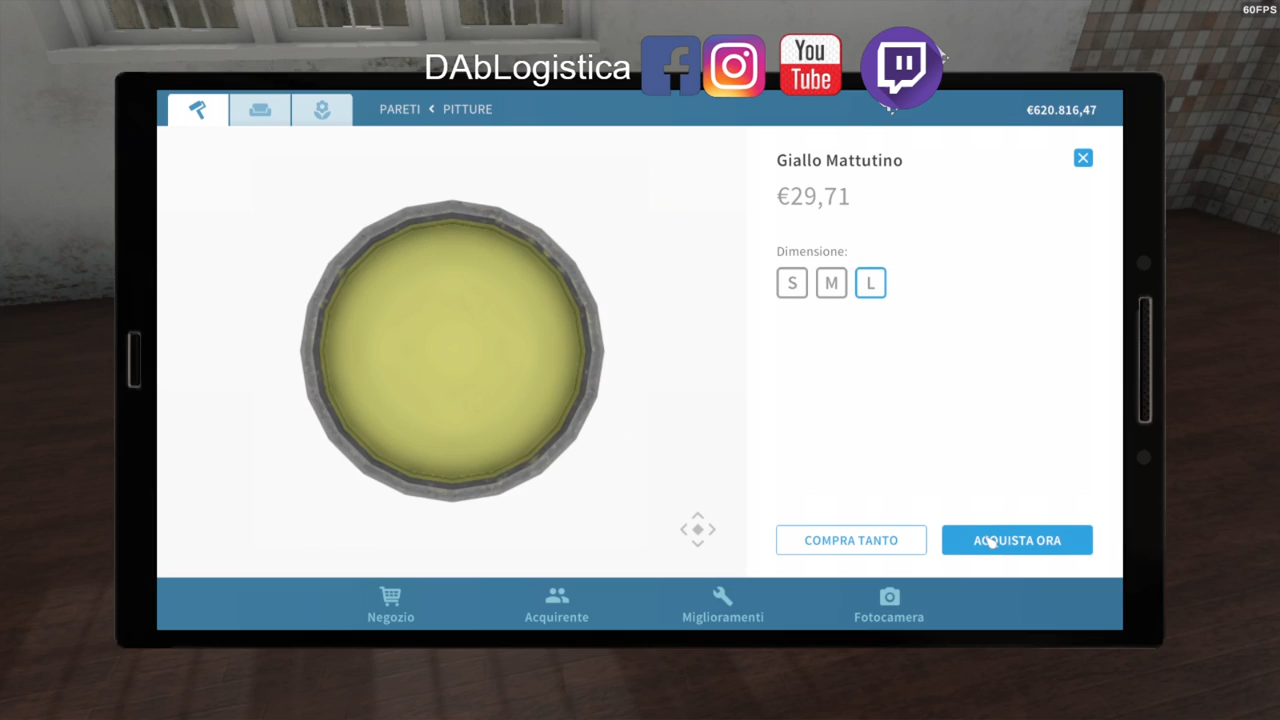 60FPS
DAbLogistica
You
Tube
PARETI < PITTURE
€620.816,47
Giallo Mattutino
€29,71
Dimensione:
S M L
COMPRA TANTO
ACQUISTA ORA
Negozio
Acquirente
Miglioramenti
Fotocamera